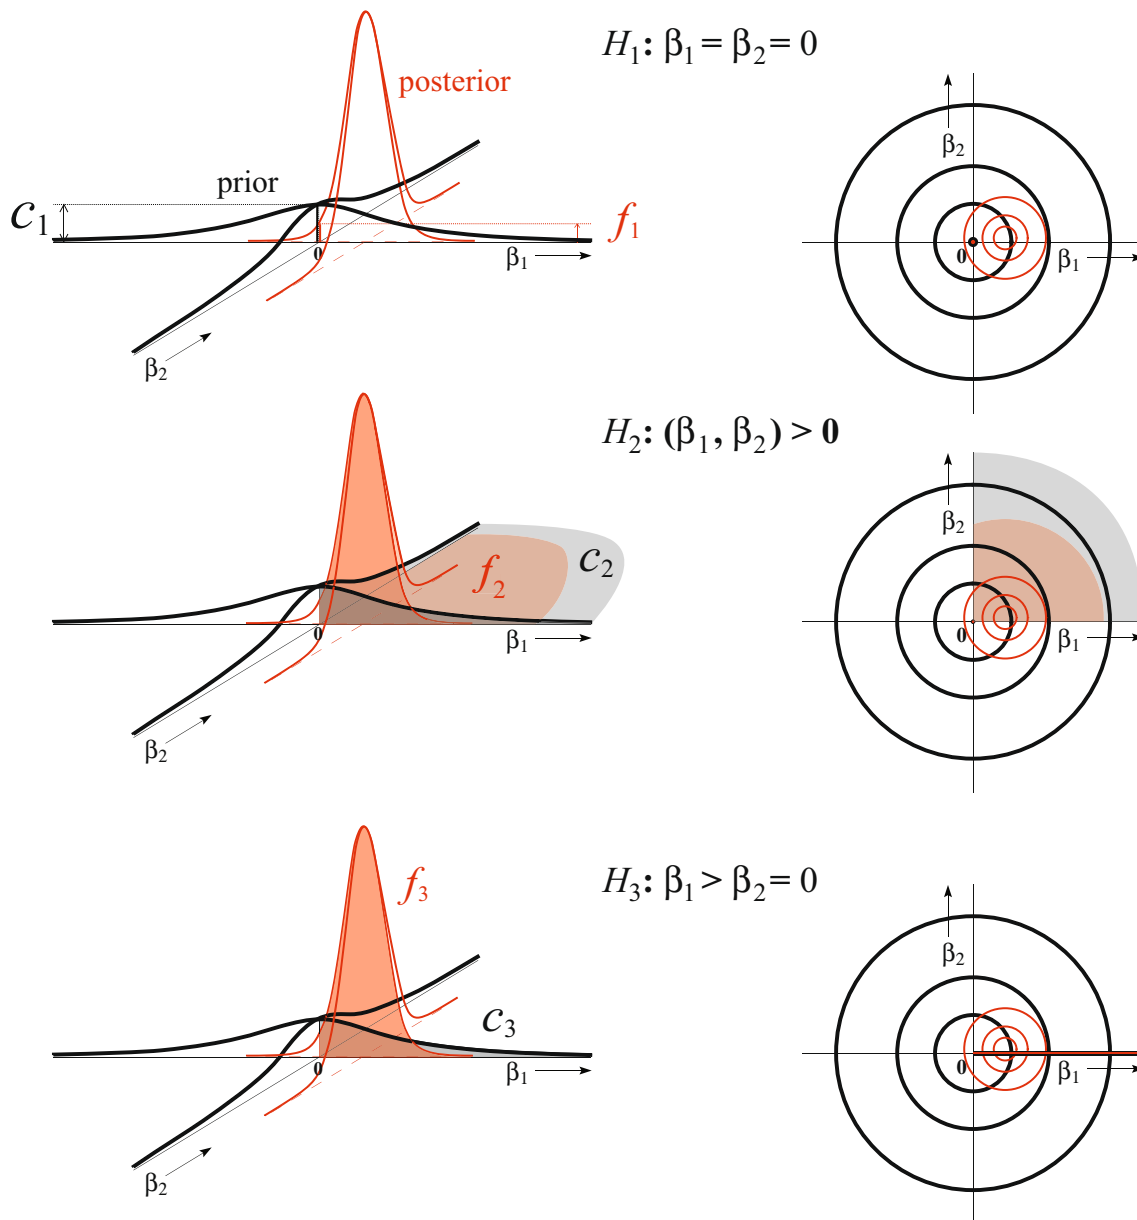 H₁: β₁ = β₂ = 0
posterior
prior
c₁
f₁
0
β₁
β₂
β₂
0
β₁
H₂: (β₁, β₂) > 0
f₂
c₂
0
β₁
β₂
β₂
0
β₁
H₃: β₁ > β₂ = 0
f₃
c₃
0
β₁
β₂
β₂
0
β₁